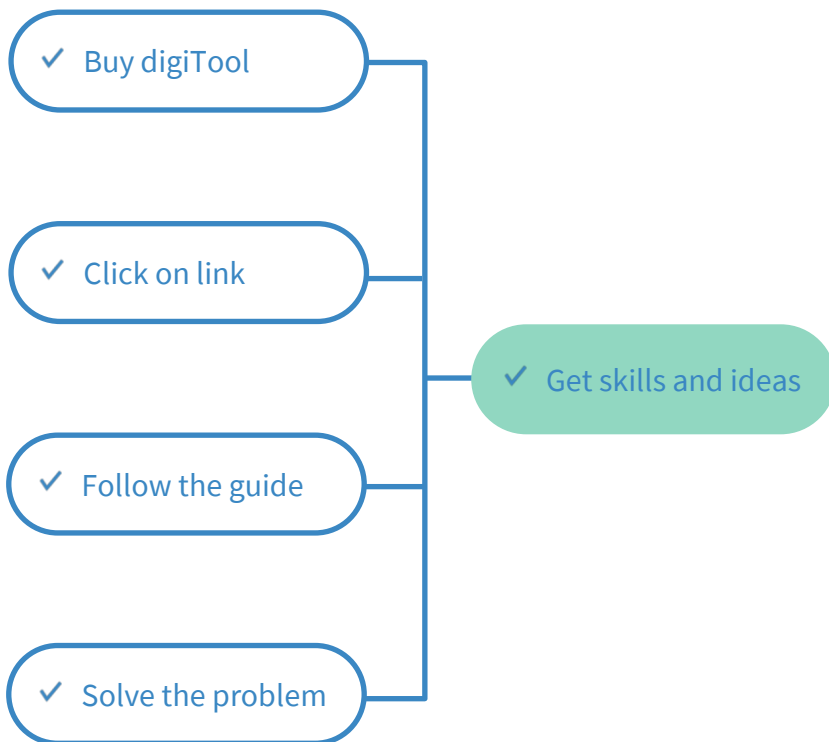 Buy digiTool
Click on link
Get skills and ideas
Follow the guide
Solve the problem